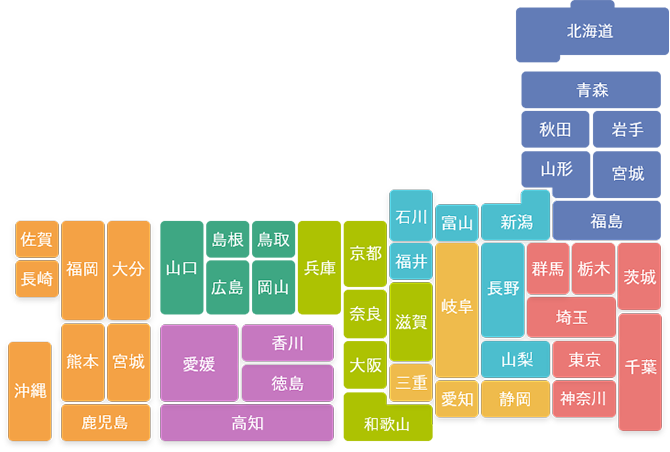 北海道
青森
秋田
岩手
山形
宮城
福島
石川
富山
新潟
佐賀
福岡
大分
山口
島根
鳥取
兵庫
京都
福井
岐阜
長野
群馬
栃木
茨城
長崎
広島
岡山
奈良
滋賀
埼玉
沖縄
熊本
宮城
愛媛
香川
徳島
大阪
三重
山梨
東京
千葉
鹿児島
高知
和歌山
愛知
静岡
神奈川